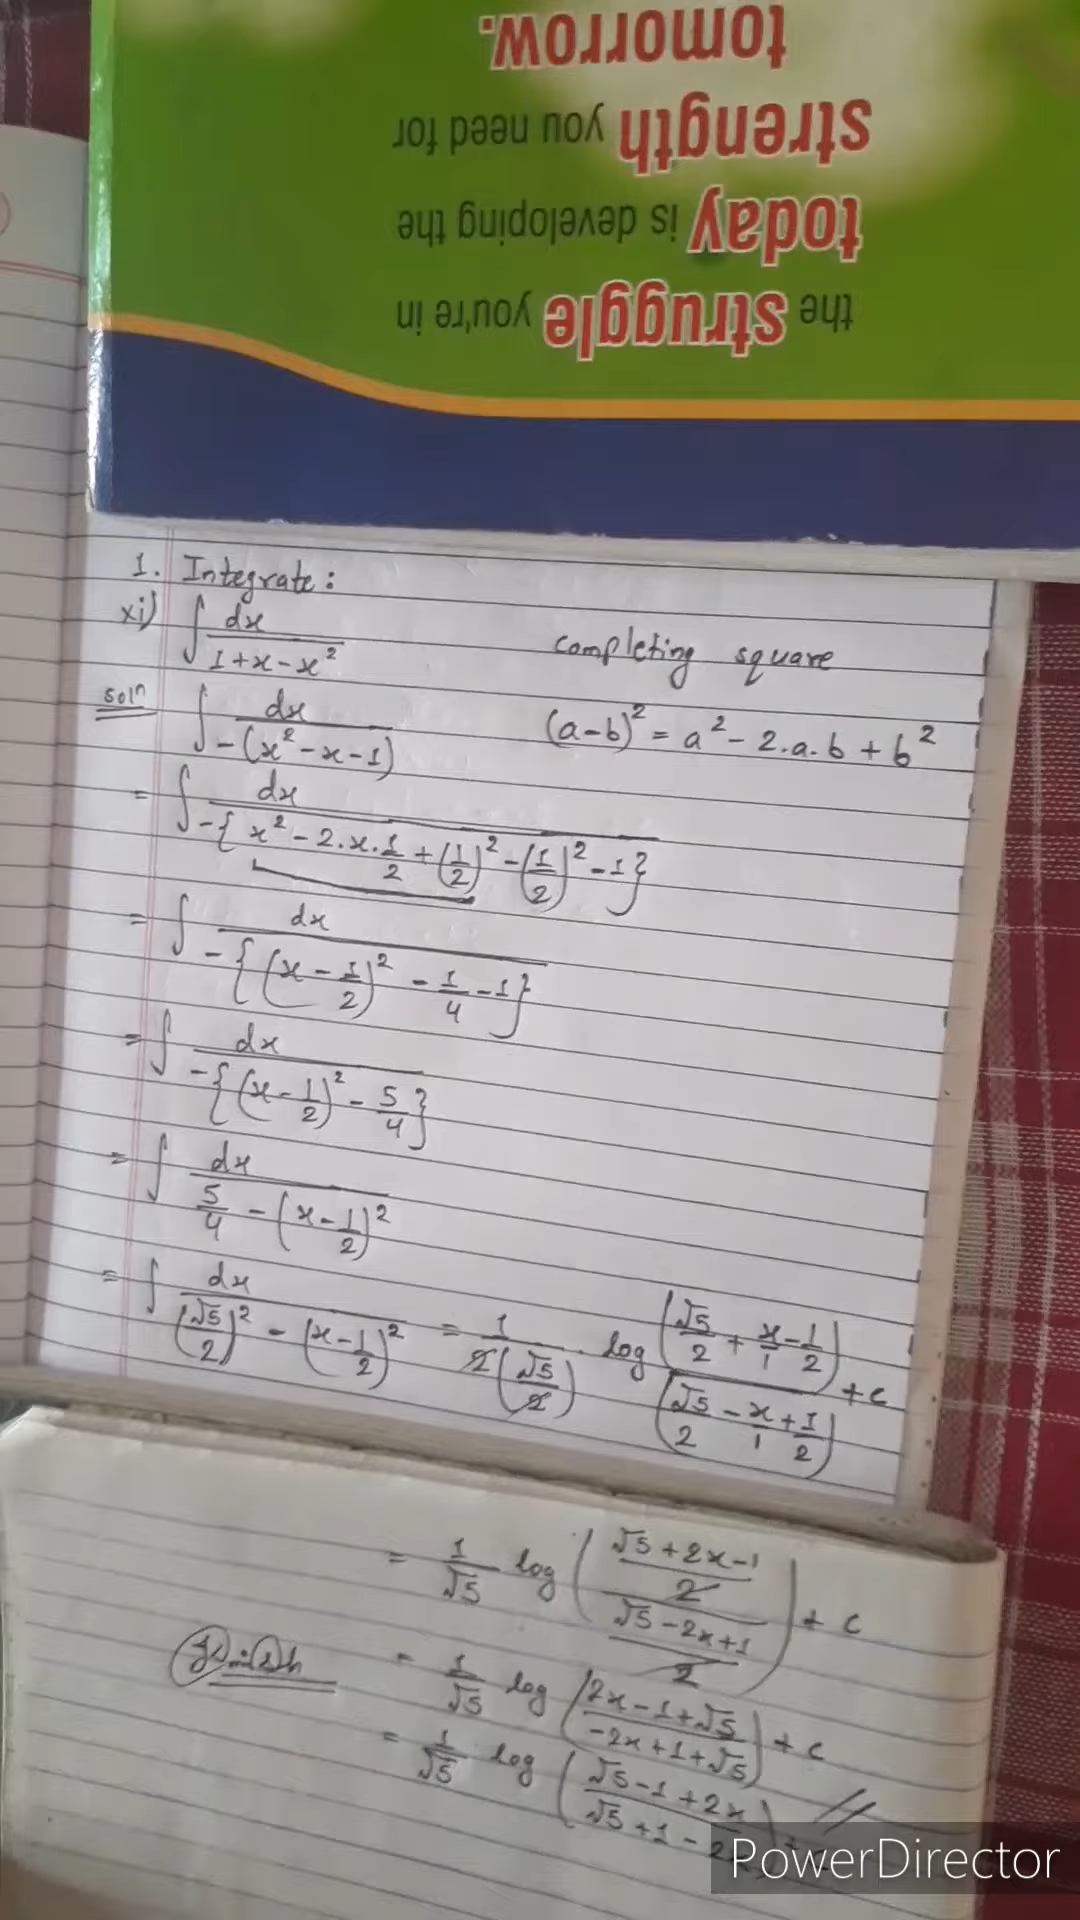 the struggle you're in
today is developing the
strength you need for
tomorrow.
1. Integrate:
xi) ∫ dx / (1+x-x²)
completing square
Solⁿ ∫ dx / -(x²-x-1)
(a-b)² = a² - 2.a.b + b²
= ∫ dx / -{x² - 2.x.1/2 + (1/2)² - (1/2)² - 1}
= ∫ dx / -{(x - 1/2)² - 1/4 - 1}
= ∫ dx / -{(x - 1/2)² - 5/4}
= ∫ dx / 5/4 - (x - 1/2)²
= ∫ dx / (√5/2)² - (x - 1/2)² = 1 / 2(√5/2) . log (√5/2 + x/1 - 1/2) / (√5/2 - x/1 + 1/2) + c
= 1/√5 log ((√5+2x-1)/2 / (√5-2x+1)/2) + c
= 1/√5 log ((2x-1+√5) / (-2x+1+√5)) + c
= 1/√5 log ((√5-1+2x) / (√5+1-2
PowerDirector